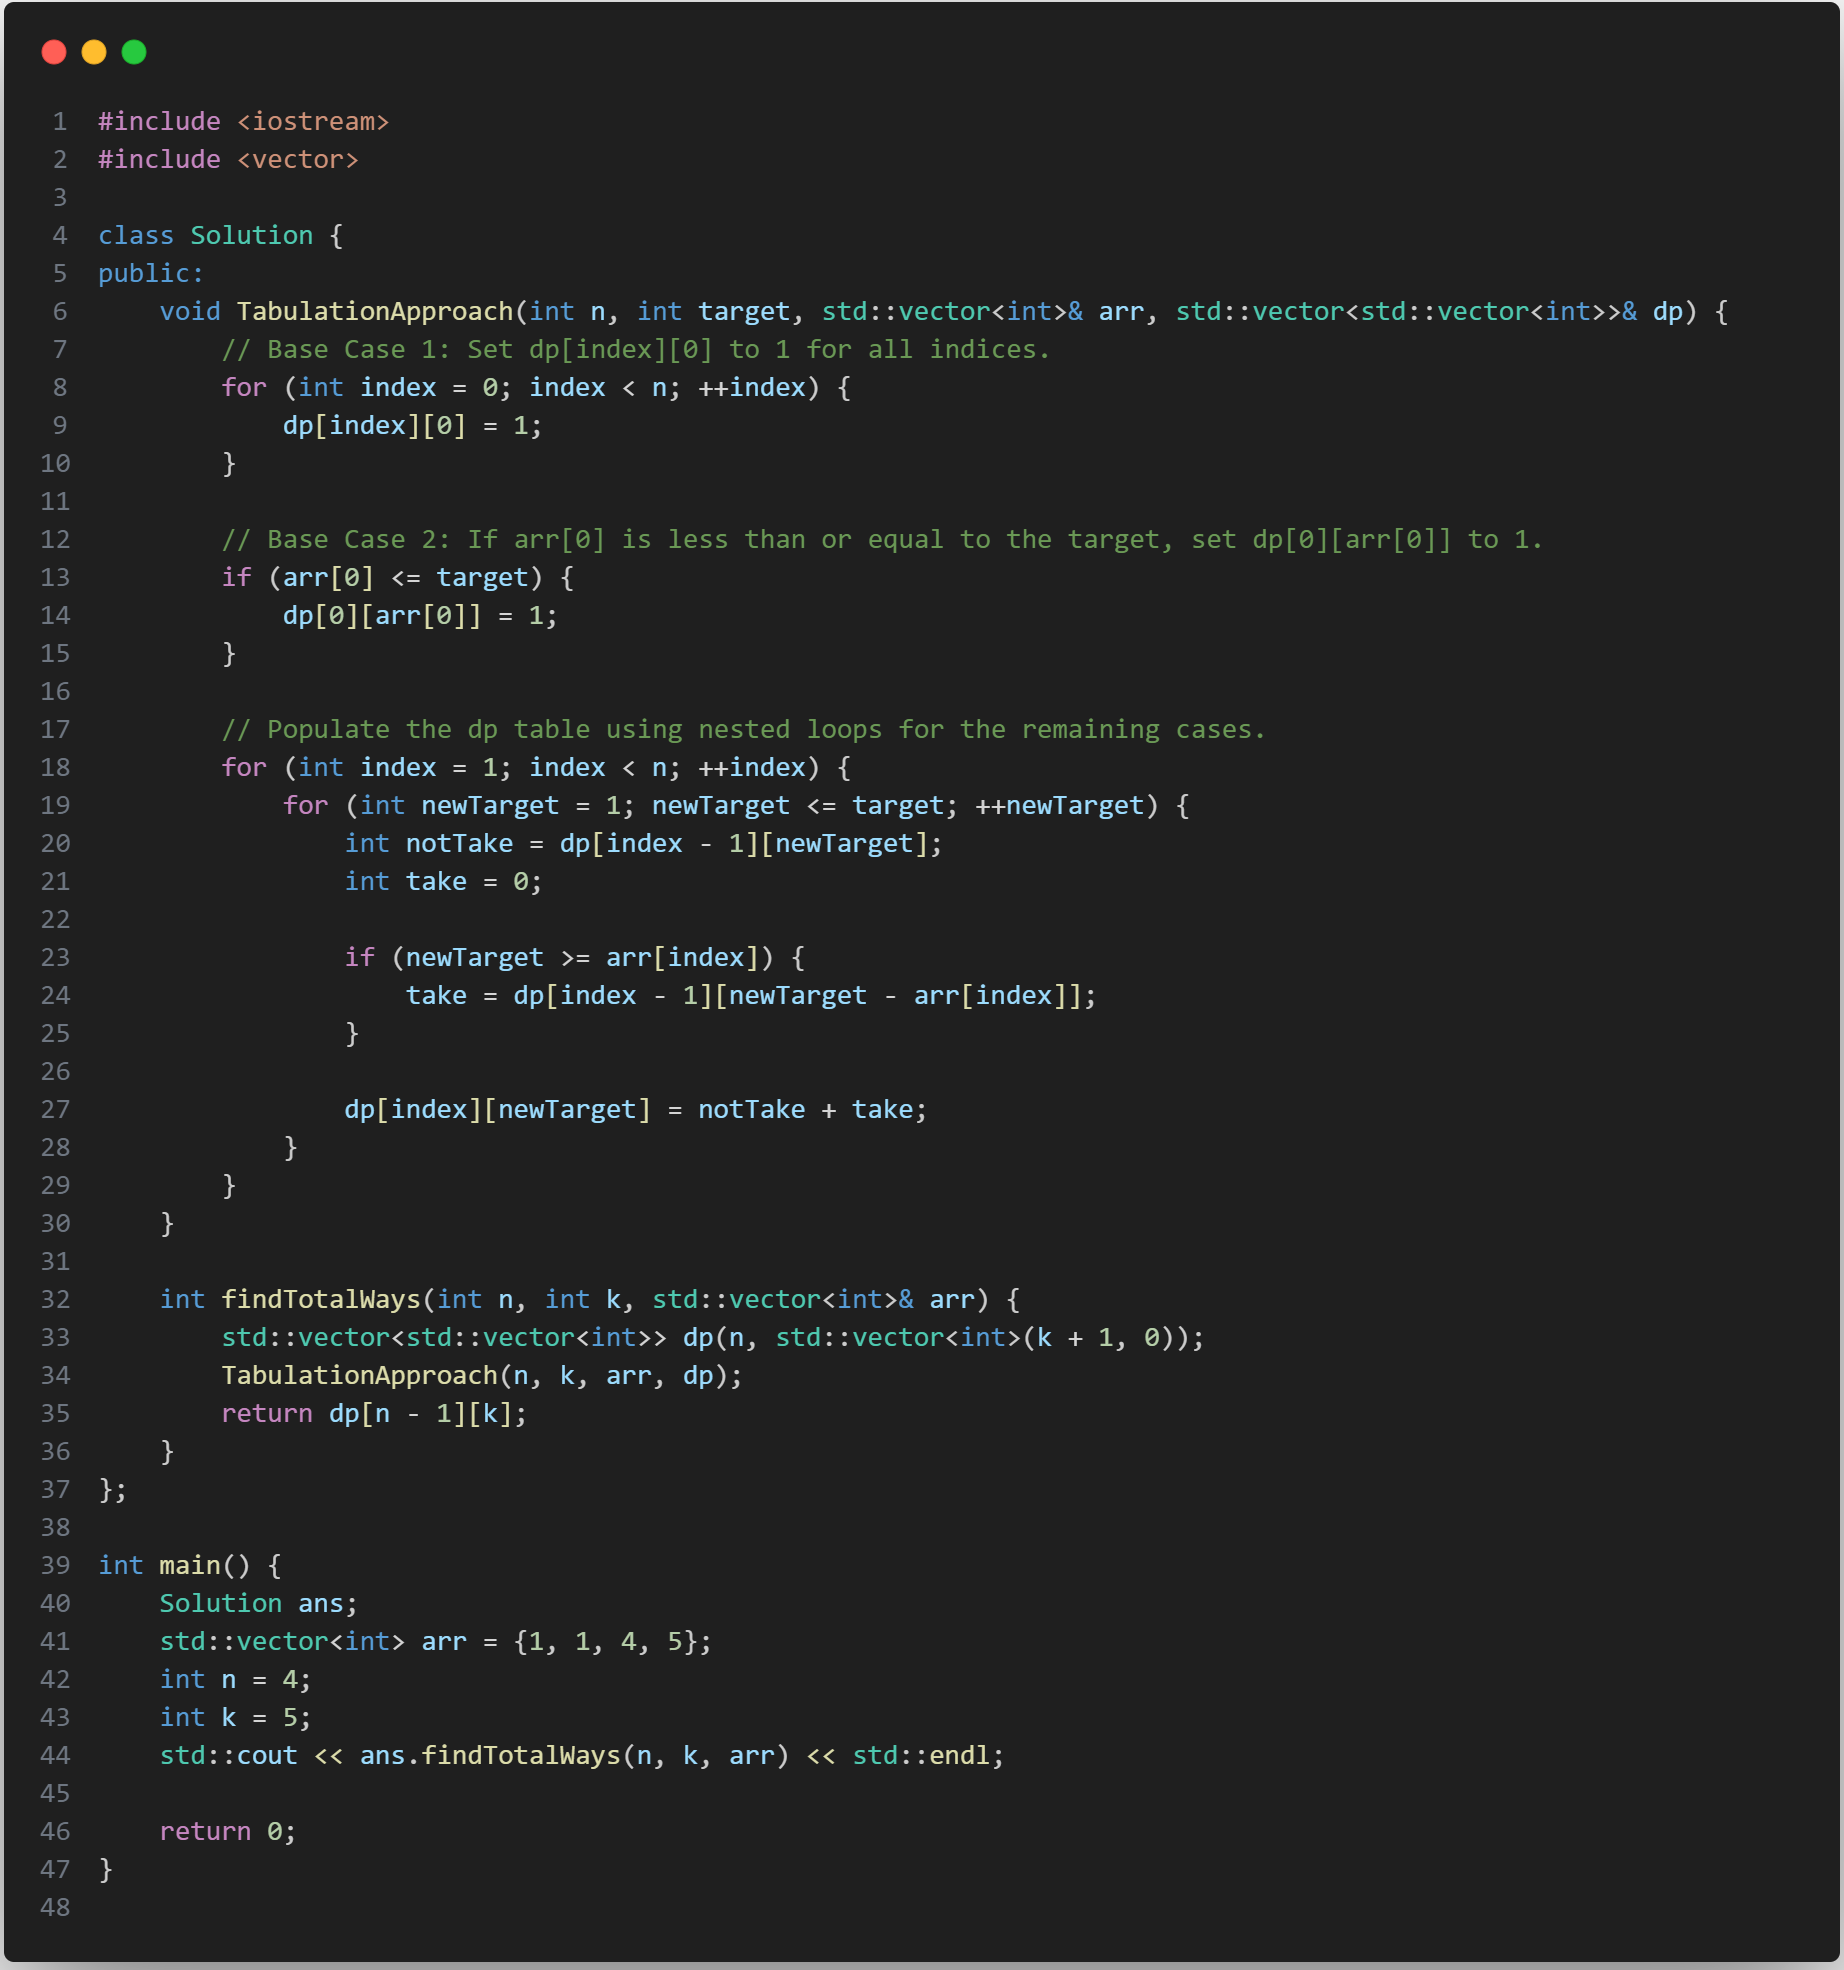 1 #include <iostream>
2 #include <vector>
3
4 class Solution {
5 public:
6     void TabulationApproach(int n, int target, std::vector<int>& arr, std::vector<std::vector<int>>& dp) {
7         // Base Case 1: Set dp[index][0] to 1 for all indices.
8         for (int index = 0; index < n; ++index) {
9             dp[index][0] = 1;
10         }
11
12         // Base Case 2: If arr[0] is less than or equal to the target, set dp[0][arr[0]] to 1.
13         if (arr[0] <= target) {
14             dp[0][arr[0]] = 1;
15         }
16
17         // Populate the dp table using nested loops for the remaining cases.
18         for (int index = 1; index < n; ++index) {
19             for (int newTarget = 1; newTarget <= target; ++newTarget) {
20                 int notTake = dp[index - 1][newTarget];
21                 int take = 0;
22
23                 if (newTarget >= arr[index]) {
24                     take = dp[index - 1][newTarget - arr[index]];
25                 }
26
27                 dp[index][newTarget] = notTake + take;
28             }
29         }
30     }
31
32     int findTotalWays(int n, int k, std::vector<int>& arr) {
33         std::vector<std::vector<int>> dp(n, std::vector<int>(k + 1, 0));
34         TabulationApproach(n, k, arr, dp);
35         return dp[n - 1][k];
36     }
37 };
38
39 int main() {
40     Solution ans;
41     std::vector<int> arr = {1, 1, 4, 5};
42     int n = 4;
43     int k = 5;
44     std::cout << ans.findTotalWays(n, k, arr) << std::endl;
45
46     return 0;
47 }
48